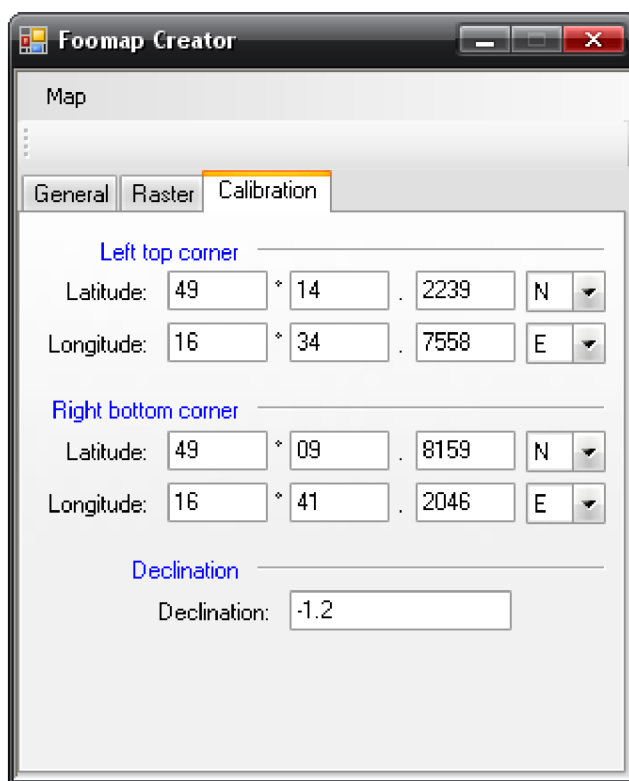 Foomap Creator
Map
General Raster Calibration
Left top corner
Latitude: 49 ° 14 . 2239 N
Longitude: 16 ° 34 . 7558 E
Right bottom corner
Latitude: 49 ° 09 . 8159 N
Longitude: 16 ° 41 . 2046 E
Declination
Declination: -1.2